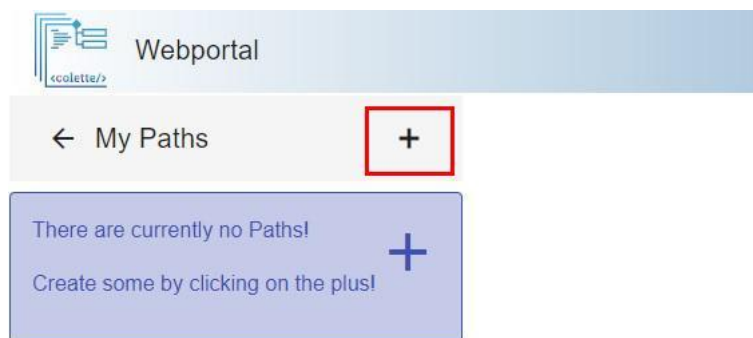 <colette/>
Webportal
← My Paths +
There are currently no Paths!
Create some by clicking on the plus!